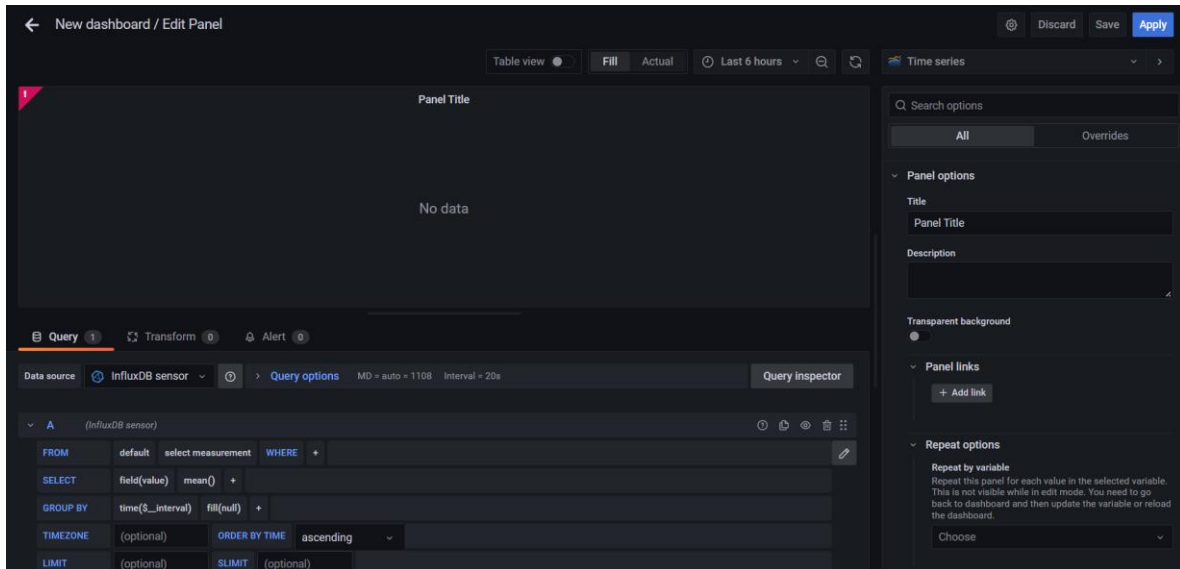 New dashboard / Edit Panel
Discard Save Apply
Table view Fill Actual Last 6 hours
Time series
!
Panel Title
No data
Search options
All Overrides
Panel options
Title
Panel Title
Description
Transparent background
Panel links
+ Add link
Repeat options
Repeat by variable
Repeat this panel for each value in the selected variable.
This is not visible while in edit mode. You need to go
back to dashboard and then update the variable or reload
the dashboard.
Choose
Query 1 Transform 0 Alert 0
Data source InfluxDB sensor ? > Query options MD = auto = 1108 Interval = 20s Query inspector
A (InfluxDB sensor)
FROM default select measurement WHERE +
SELECT field(value) mean() +
GROUP BY time($__interval) fill(null) +
TIMEZONE (optional) ORDER BY TIME ascending
LIMIT (optional) SLIMIT (optional)